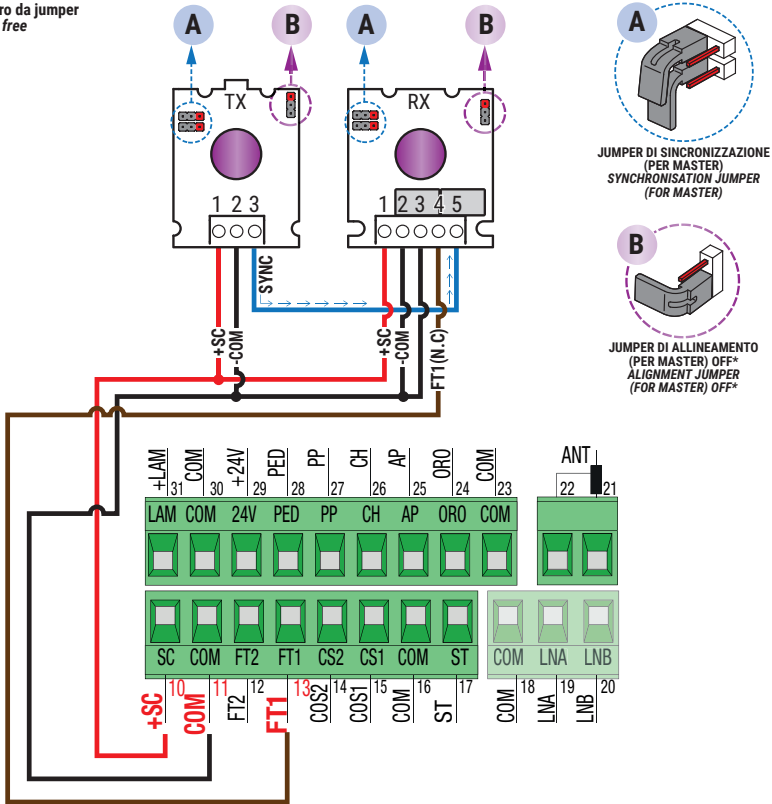 ro da jumper
free
A
B
A
B
TX
RX
1 2 3
1 2 3 4 5
SYNC
+SC
-COM
+SC
-COM
FT1(N.C)
A
JUMPER DI SINCRONIZZAZIONE
(PER MASTER)
SYNCHRONISATION JUMPER
(FOR MASTER)
B
JUMPER DI ALLINEAMENTO
(PER MASTER) OFF*
ALIGNMENT JUMPER
(FOR MASTER) OFF*
+LAM COM +24V PED PP CH AP ORO COM
31 30 29 28 27 26 25 24 23
ANT
22 21
LAM COM 24V PED PP CH AP ORO COM
SC COM FT2 FT1 CS2 CS1 COM ST
COM LNA LNB
10 11 12 13 14 15 16 17
18 19 20
+SC COM FT2 FT1 COS2 COS1 COM ST
COM LNA LNB